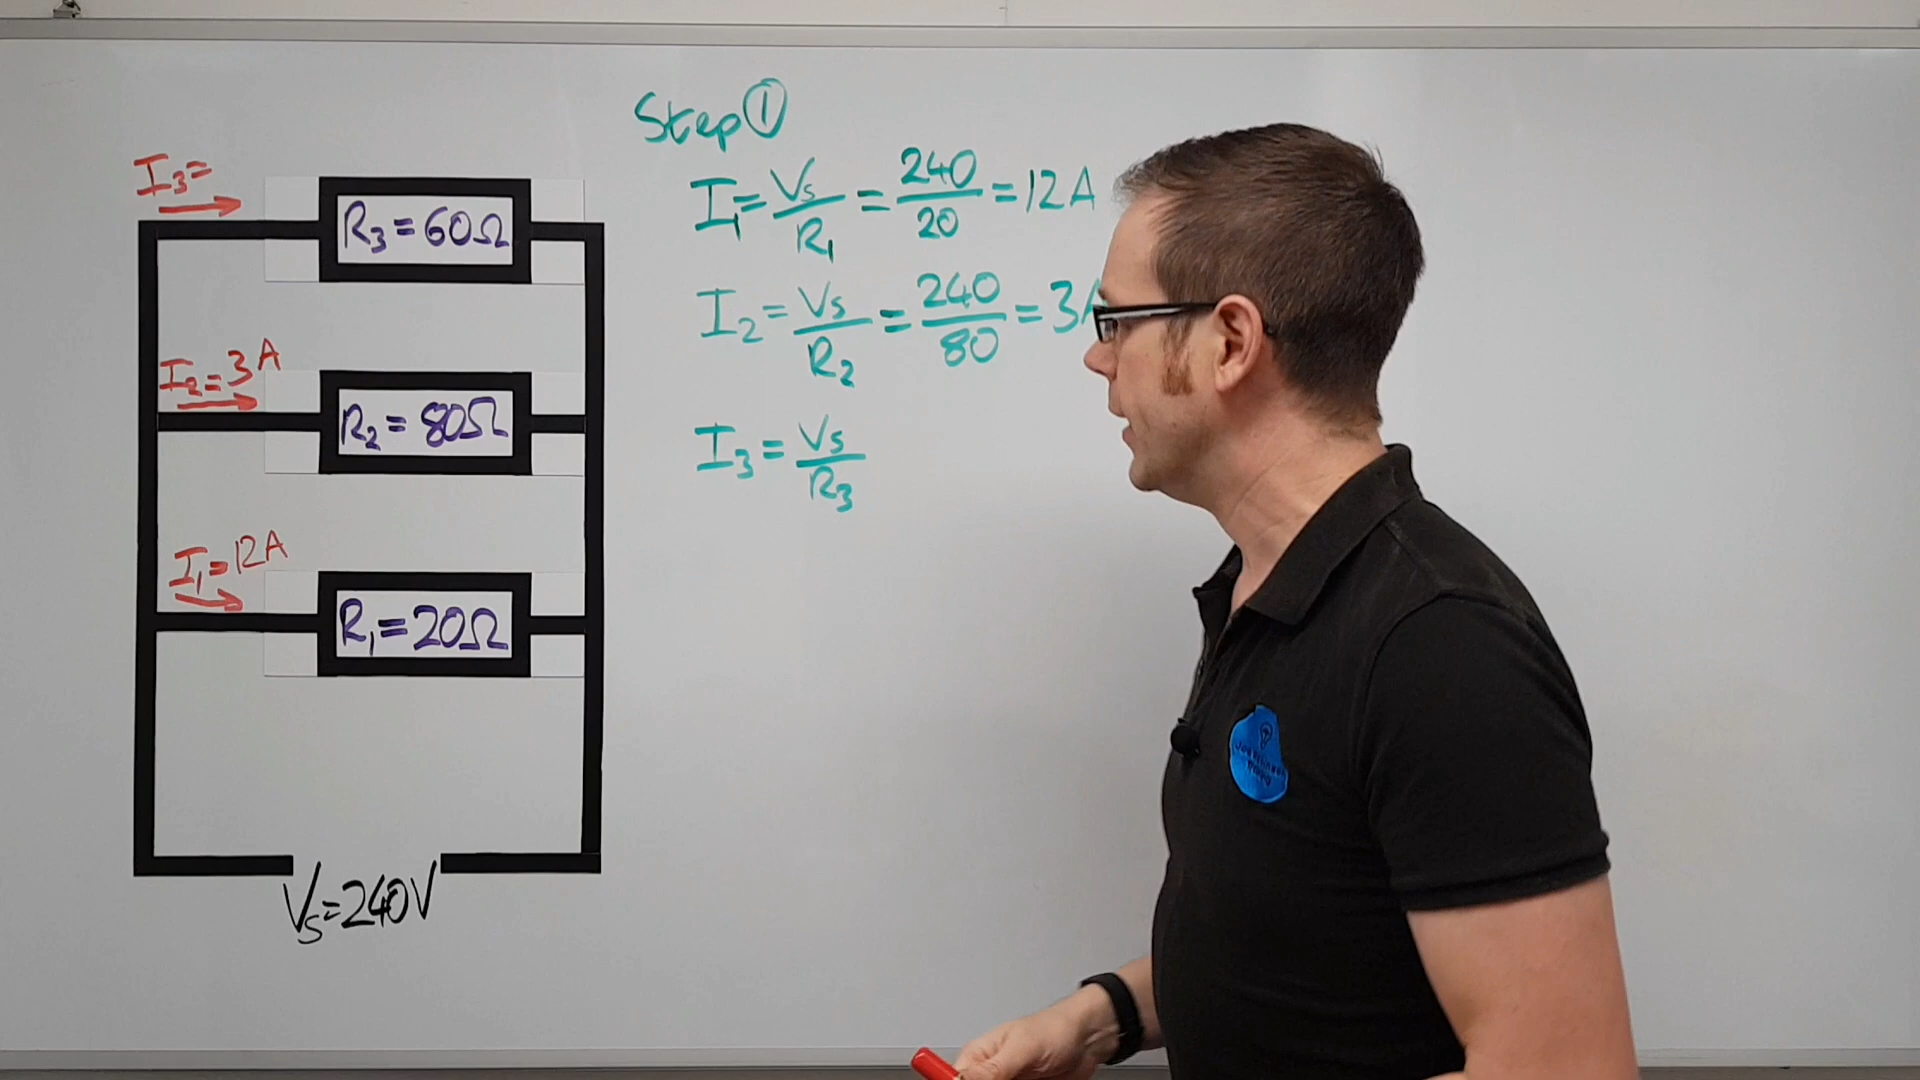 Step ①
I₁ = Vs/R₁ = 240/20 = 12A
I₂ = Vs/R₂ = 240/80 = 3A
I₃ = Vs/R₃
I₃=
R₃ = 60Ω
I₂ = 3A
R₂ = 80Ω
I₁ = 12A
R₁ = 20Ω
Vs = 240V